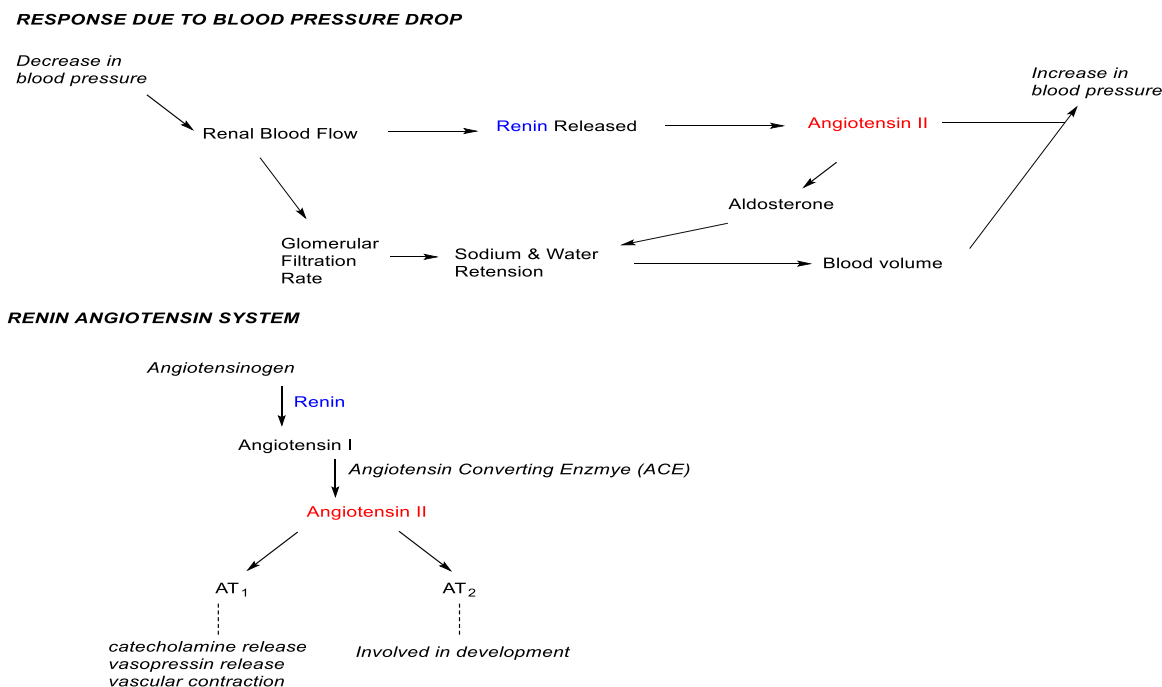 RESPONSE DUE TO BLOOD PRESSURE DROP
Decrease in
blood pressure
Increase in
blood pressure
Renal Blood Flow
Renin Released
Angiotensin II
Aldosterone
Glomerular
Filtration
Rate
Sodium & Water
Retension
Blood volume
RENIN ANGIOTENSIN SYSTEM
Angiotensinogen
Renin
Angiotensin I
Angiotensin Converting Enzmye (ACE)
Angiotensin II
AT1
AT2
catecholamine release
vasopressin release
vascular contraction
Involved in development